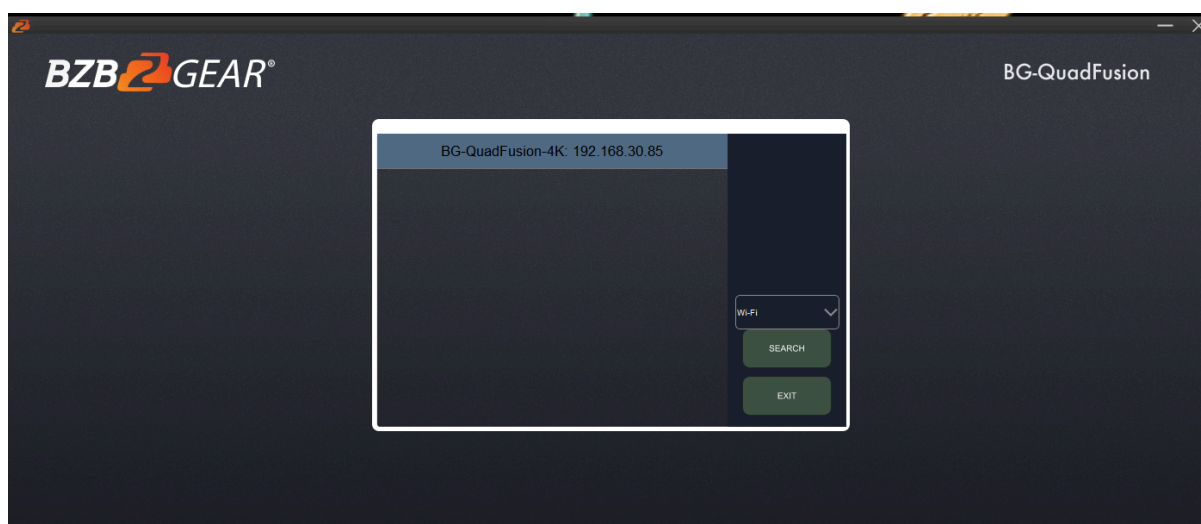 BZB GEAR®
BG-QuadFusion
BG-QuadFusion-4K: 192.168.30.85
Wi-Fi
SEARCH
EXIT